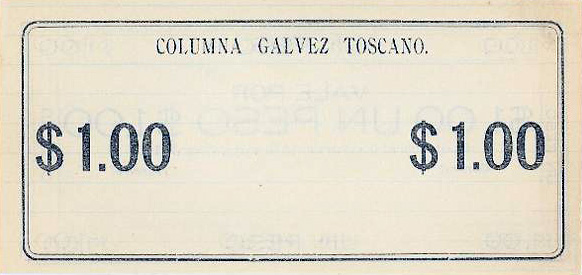 COLUMNA GALVEZ TOSCANO.
$1.00 $1.00